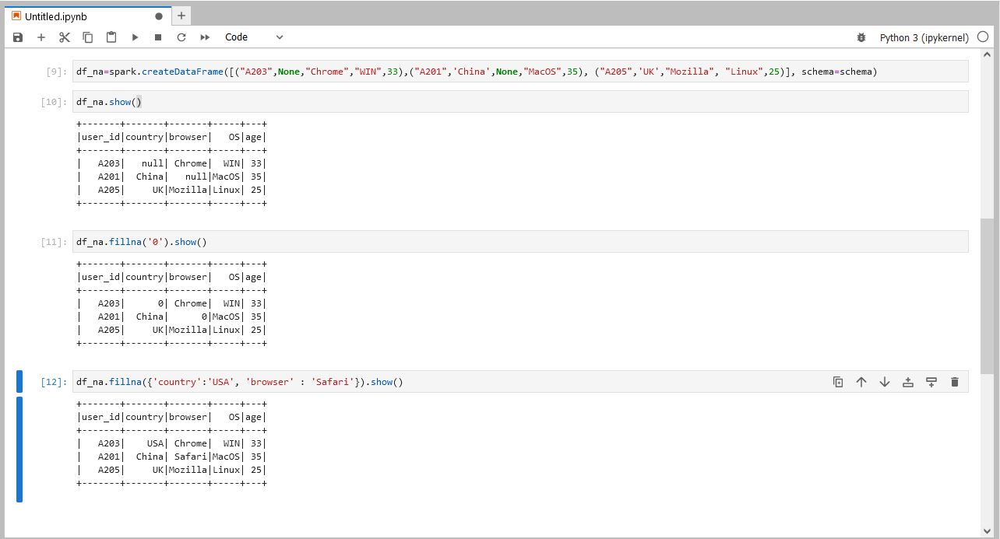 Untitled.ipynb
Code
Python 3 (ipykernel)
[9]: df_na=spark.createDataFrame([("A203",None,"Chrome","WIN",33),("A201",'China',None,"MacOS",35), ("A205",'UK',"Mozilla", "Linux",25)], schema=schema)
[10]: df_na.show()
+-------+-------+-------+-----+---+
|user_id|country|browser|   OS|age|
+-------+-------+-------+-----+---+
|   A203|   null| Chrome|  WIN| 33|
|   A201|  China|   null|MacOS| 35|
|   A205|     UK|Mozilla|Linux| 25|
+-------+-------+-------+-----+---+
[11]: df_na.fillna('0').show()
+-------+-------+-------+-----+---+
|user_id|country|browser|   OS|age|
+-------+-------+-------+-----+---+
|   A203|      0| Chrome|  WIN| 33|
|   A201|  China|      0|MacOS| 35|
|   A205|     UK|Mozilla|Linux| 25|
+-------+-------+-------+-----+---+
[12]: df_na.fillna({'country':'USA', 'browser' : 'Safari'}).show()
+-------+-------+-------+-----+---+
|user_id|country|browser|   OS|age|
+-------+-------+-------+-----+---+
|   A203|    USA| Chrome|  WIN| 33|
|   A201|  China| Safari|MacOS| 35|
|   A205|     UK|Mozilla|Linux| 25|
+-------+-------+-------+-----+---+